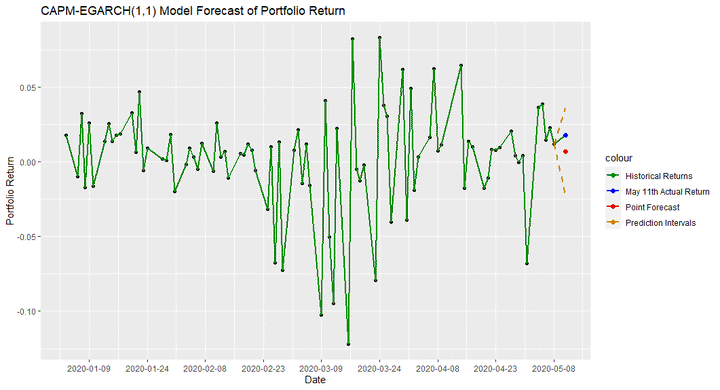 CAPM-EGARCH(1,1) Model Forecast of Portfolio Return
0.05
0.00
-0.05
-0.10
Portfolio Return
2020-01-09 2020-01-24 2020-02-08 2020-02-23 2020-03-09 2020-03-24 2020-04-08 2020-04-23 2020-05-08
Date
colour
Historical Returns
May 11th Actual Return
Point Forecast
Prediction Intervals